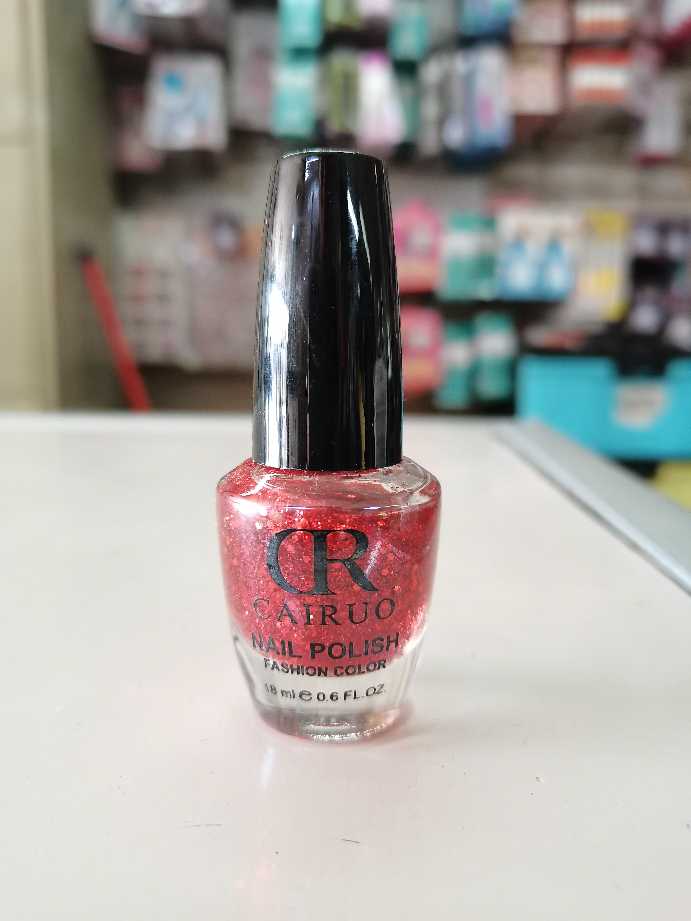 CR
CAIRUO
NAIL POLISH
FASHION COLOR
18 ml e 0.6 FL.OZ.